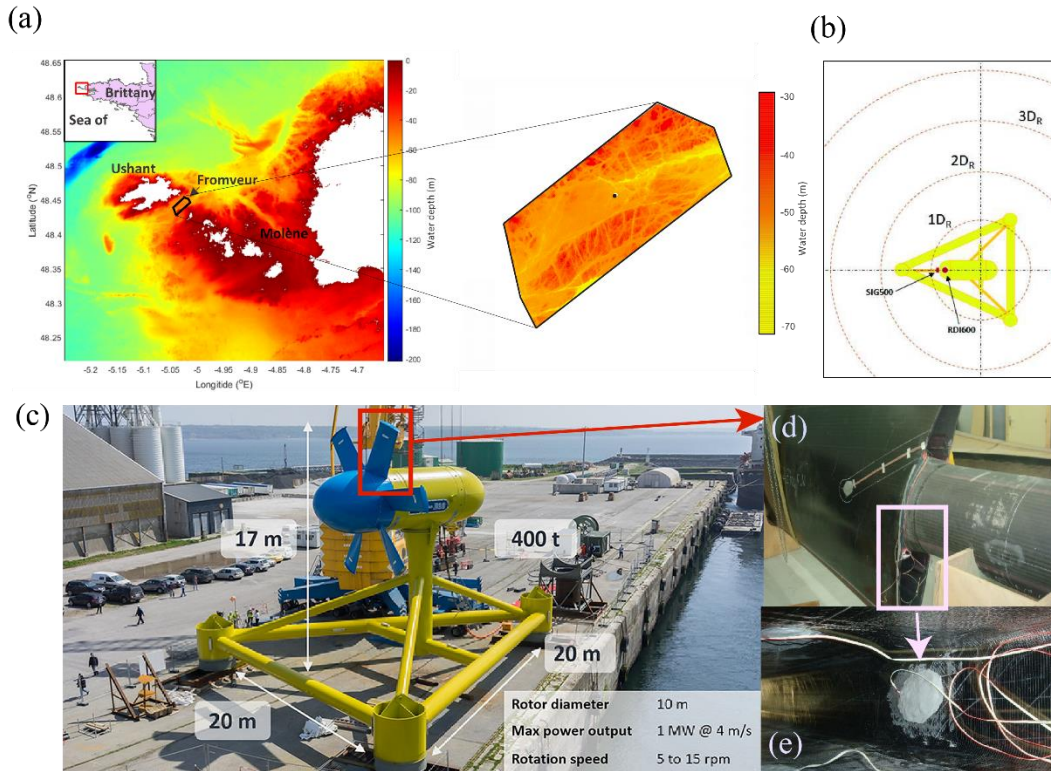 (a)
48.65
48.6
48.55
48.5
48.45
48.4
48.35
48.3
48.25
Latitude (°N)
-5.2
-5.15
-5.1
-5.05
-5
-4.95
-4.9
-4.85
-4.8
-4.75
-4.7
Longitide (°E)
Brittany
Sea of
Ushant
Fromveur
Molène
0
-20
-40
-60
-80
-100
-120
-140
-160
-180
-200
Water depth (m)
-30
-40
-50
-60
-70
Water depth (m)
(b)
3DR
2DR
1DR
SIG500
RDI600
(c)
17 m
400 t
20 m
20 m
Rotor diameter 10 m
Max power output 1 MW @ 4 m/s
Rotation speed 5 to 15 rpm
(d)
(e)